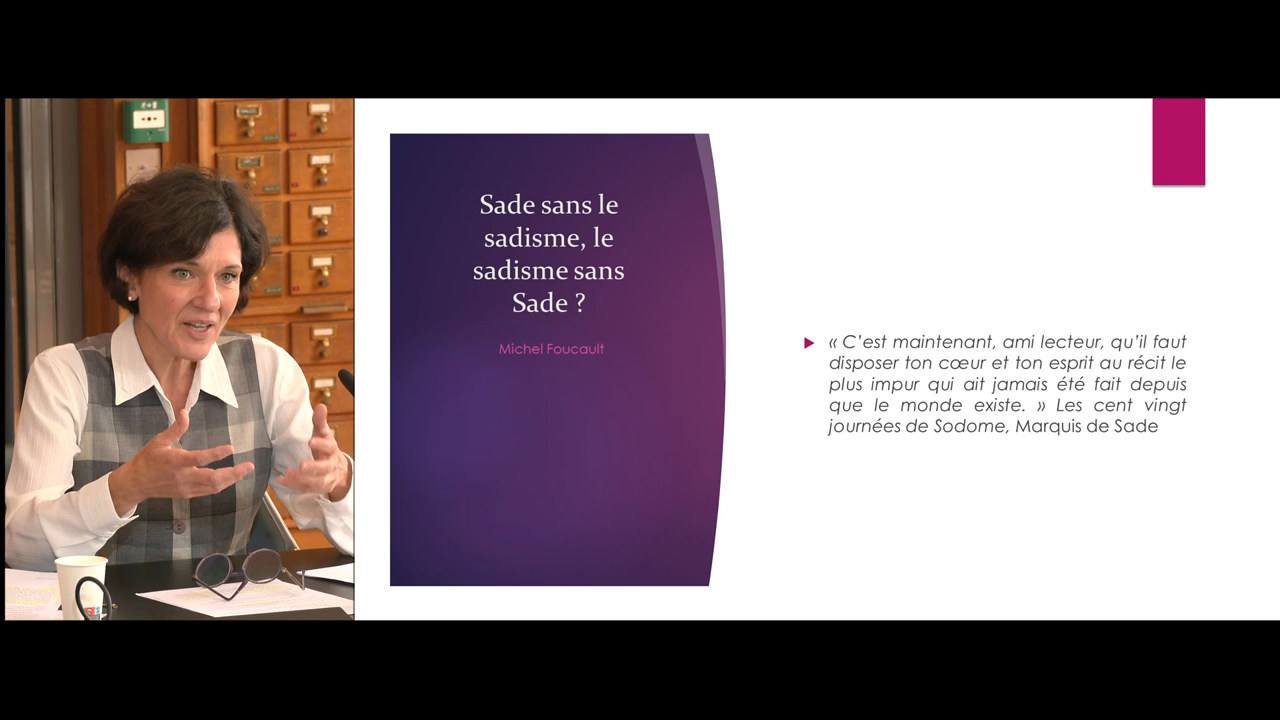 Sade sans le
sadisme, le
sadisme sans
Sade ?
Michel Foucault
« C’est maintenant, ami lecteur, qu’il faut
disposer ton cœur et ton esprit au récit le
plus impur qui ait jamais été fait depuis
que le monde existe. » Les cent vingt
journées de Sodome, Marquis de Sade